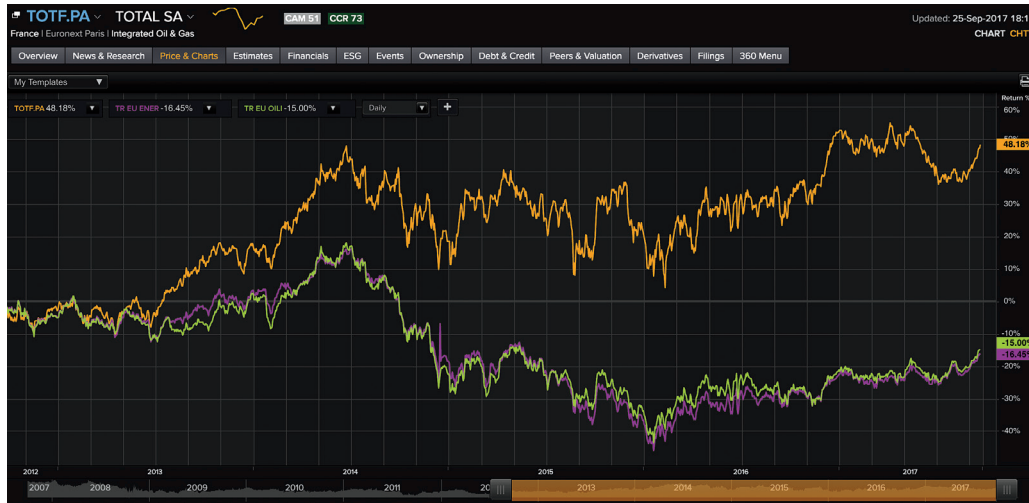 TOTF.PA TOTAL SA CAM 51 CCR 73 Updated: 25-Sep-2017 18:1
France | Euronext Paris | Integrated Oil & Gas CHART CHT
Overview News & Research Price & Charts Estimates Financials ESG Events Ownership Debt & Credit Peers & Valuation Derivatives Filings 360 Menu
My Templates
TOTF.PA 48.18% TR EU ENER -16.45% TR EU OILI -15.00% Daily +
Return %
60%
48.18%
40%
30%
20%
10%
0%
-10%
-15.00%
-16.45%
-20%
-30%
-40%
2012 2013 2014 2015 2016 2017
2007 2008 2009 2010 2011 2013 2014 2015 2016 2017